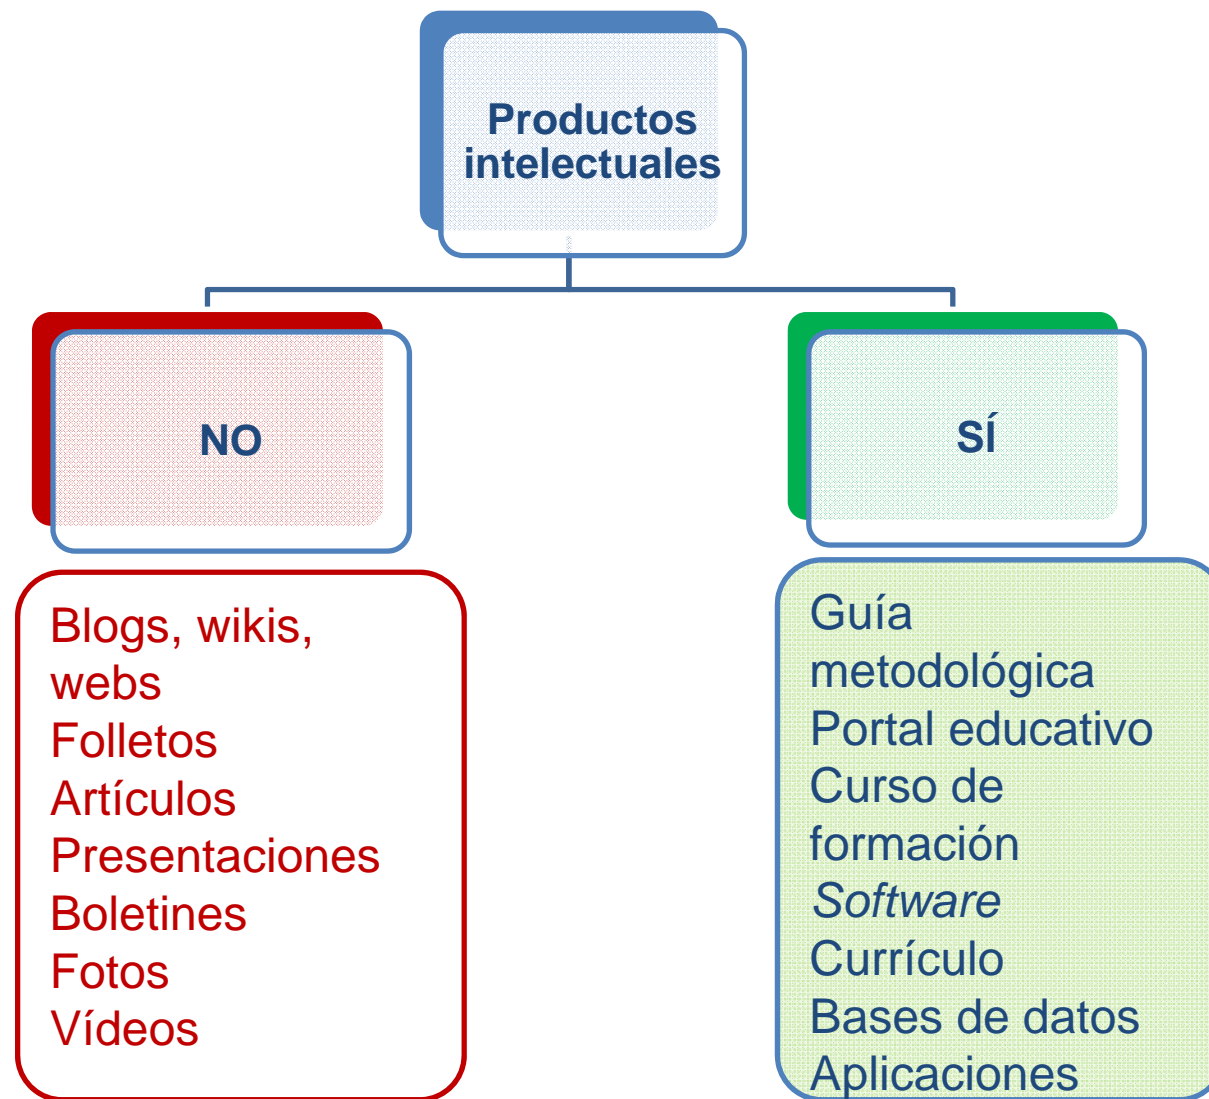 Productos
intelectuales
NO
SÍ
Blogs, wikis,
webs
Folletos
Artículos
Presentaciones
Boletines
Fotos
Vídeos
Guía
metodológica
Portal educativo
Curso de
formación
Software
Currículo
Bases de datos
Aplicaciones